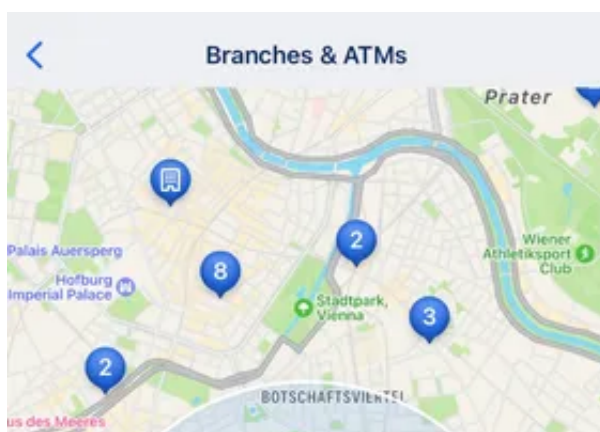 Branches & ATMs
Prater
Palais Auersperg
Hofburg
Imperial Palace
8
2
Wiener
Athletiksport
Club
Stadtpark,
Vienna
3
2
BOTSCHAFTSVIERTEL
us des Meeres